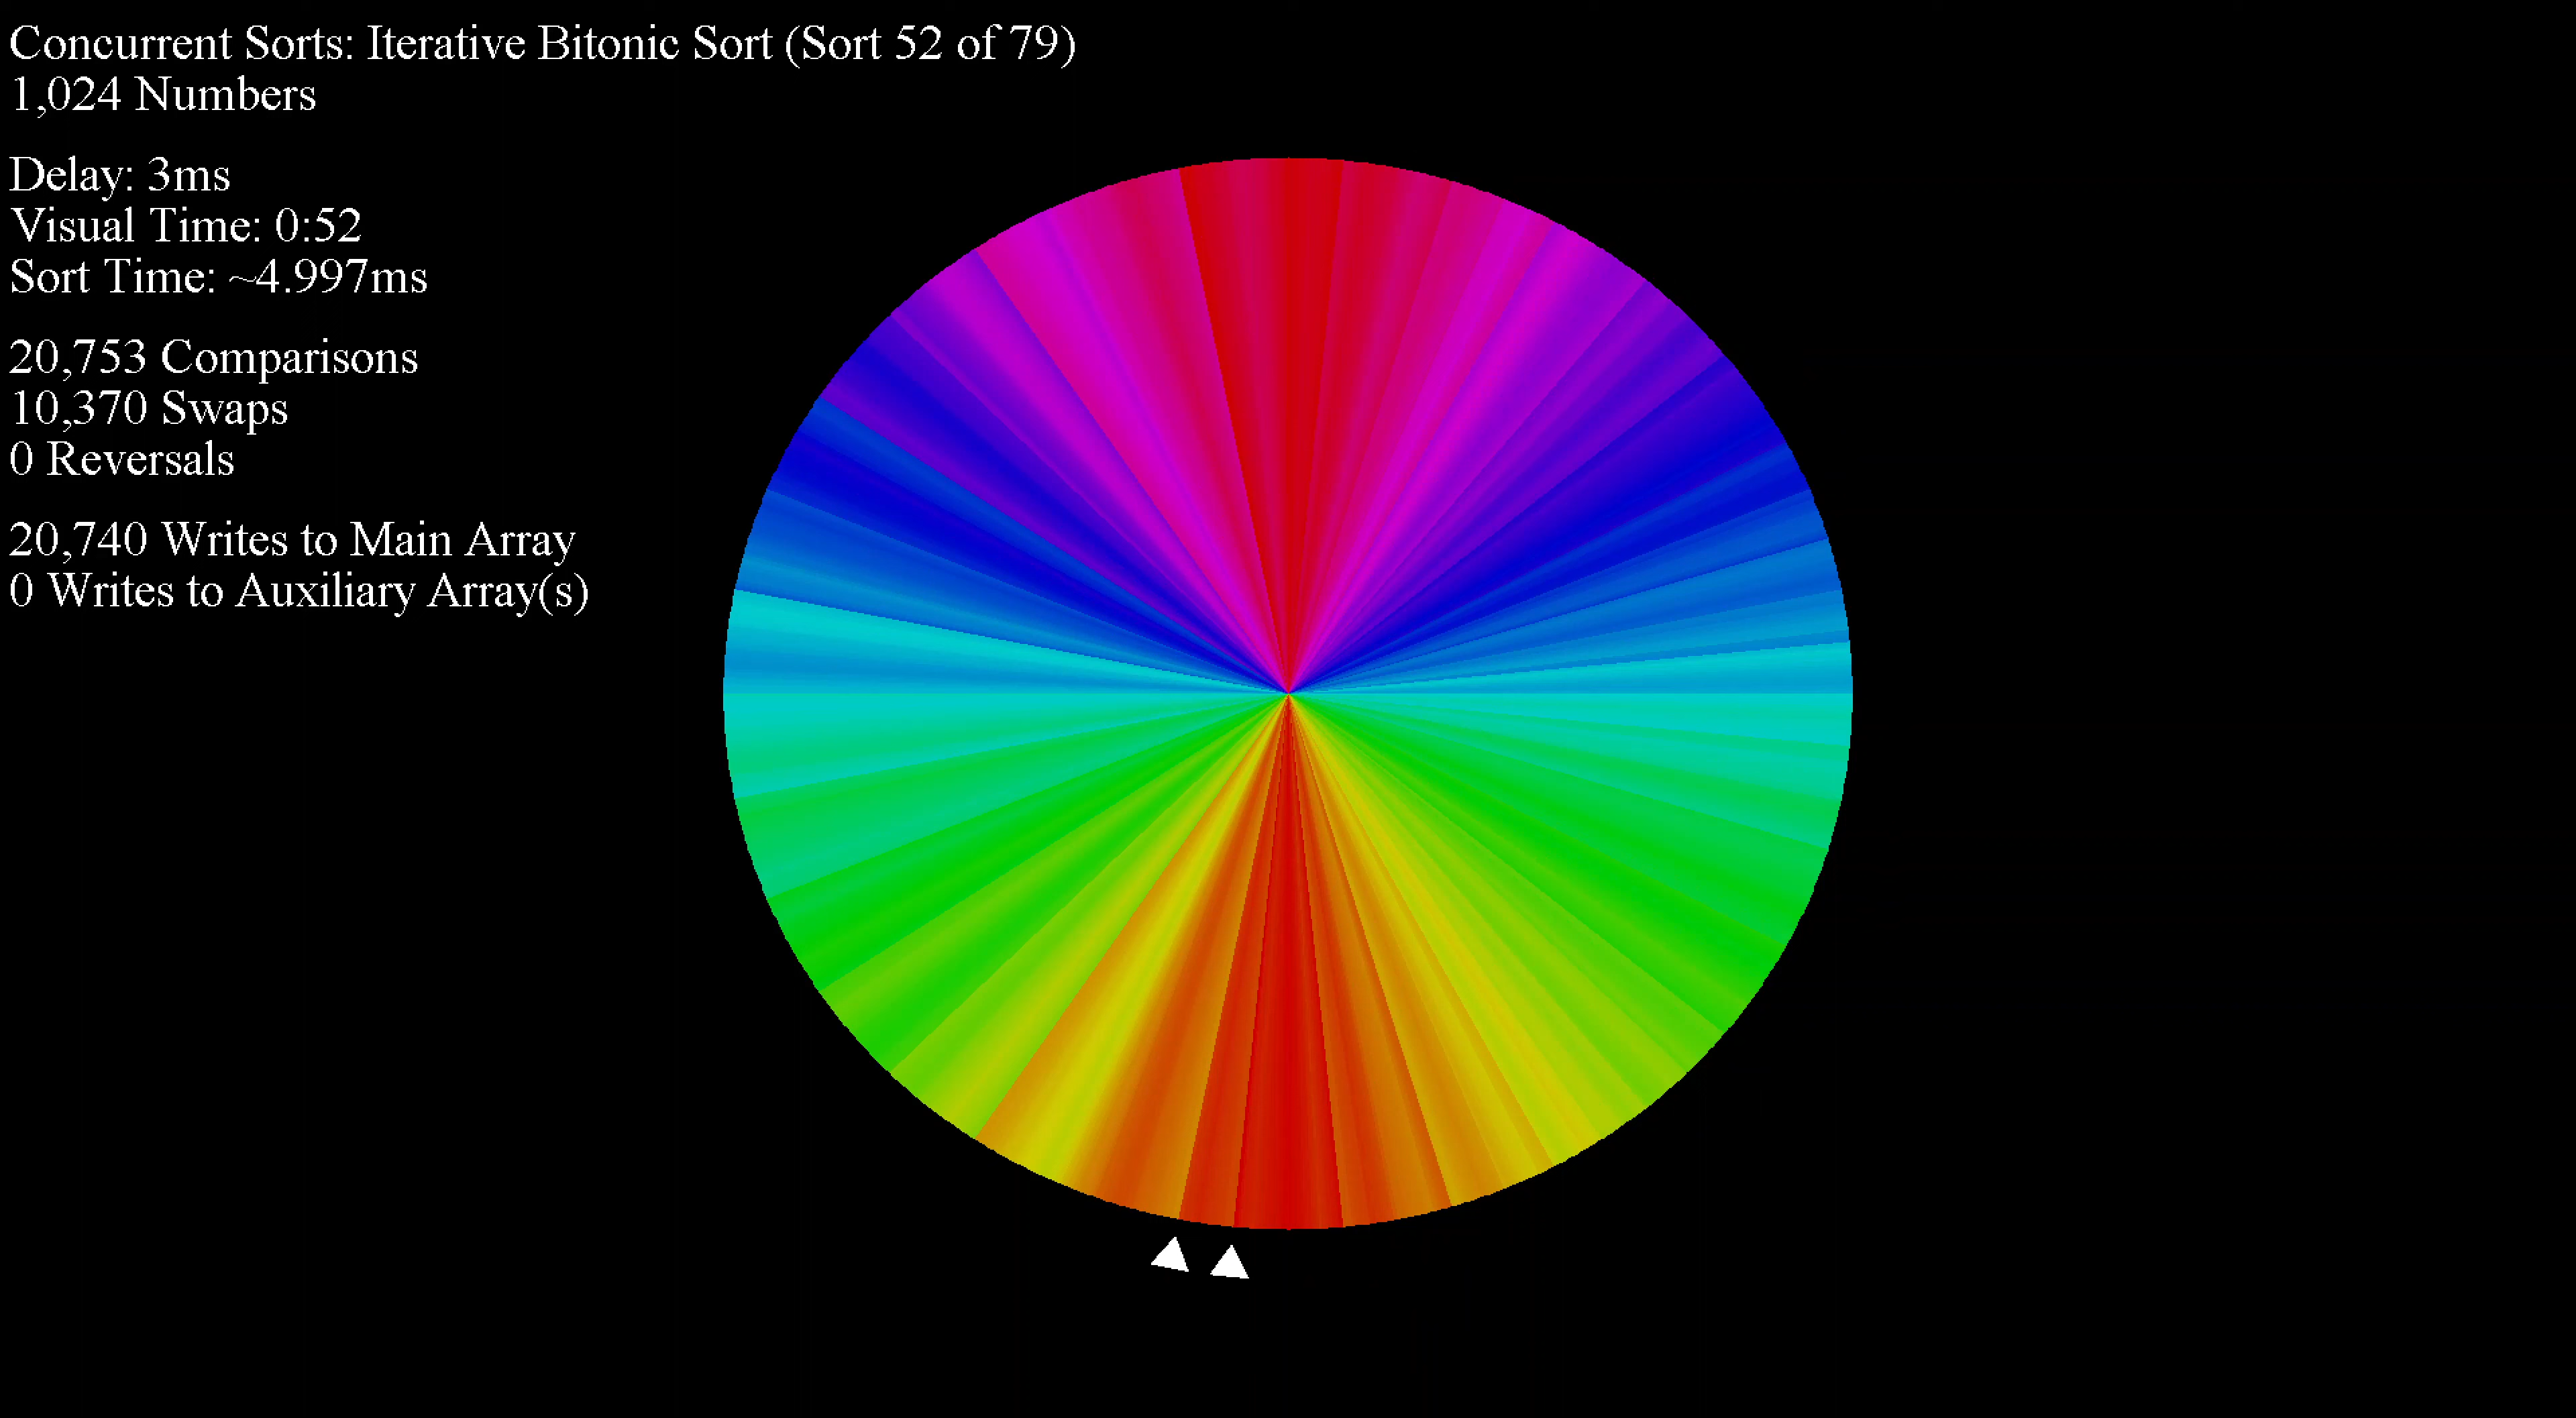 Concurrent Sorts: Iterative Bitonic Sort (Sort 52 of 79)
1,024 Numbers
Delay: 3ms
Visual Time: 0:52
Sort Time: ~4.997ms
20,753 Comparisons
10,370 Swaps
0 Reversals
20,740 Writes to Main Array
0 Writes to Auxiliary Array(s)